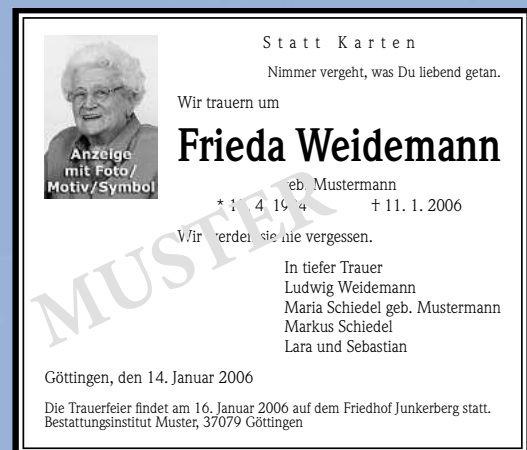 Statt Karten
Nimmer vergeht, was Du liebend getan.
Wir trauern um
Frieda Weidemann
geb. Mustermann
† 11. 1. 2006
Wir werden sie nie vergessen.
In tiefer Trauer
Ludwig Weidemann
Maria Schiedel geb. Mustermann
Markus Schiedel
Lara und Sebastian
Göttingen, den 14. Januar 2006
Die Trauerfeier findet am 16. Januar 2006 auf dem Friedhof Junkerberg statt.
Bestattungsinstitut Muster, 37079 Göttingen
Anzeige
mit Foto/
Motiv/Symbol
MUSTER